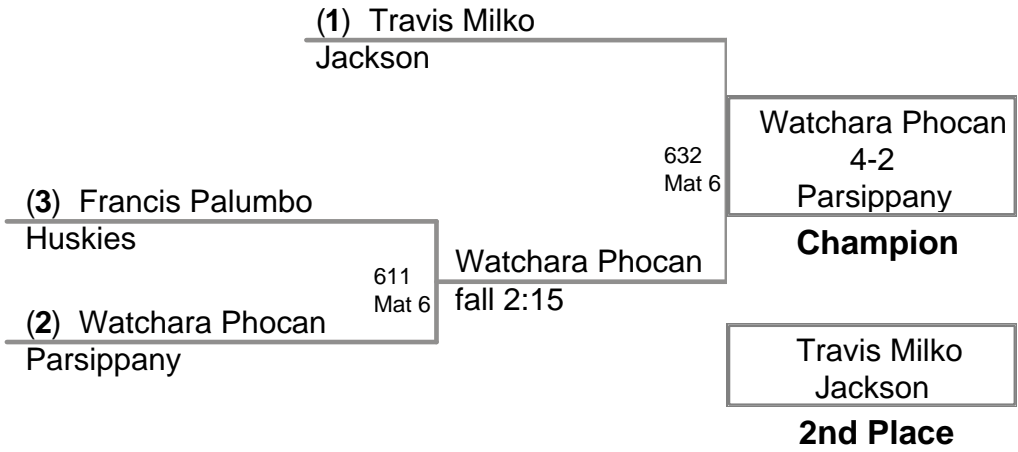 (1) Travis Milko
Jackson
632
Mat 6
Watchara Phocan
4-2
Parsippany
Champion
(3) Francis Palumbo
Huskies
611
Mat 6
Watchara Phocan
fall 2:15
(2) Watchara Phocan
Parsippany
Travis Milko
Jackson
2nd Place